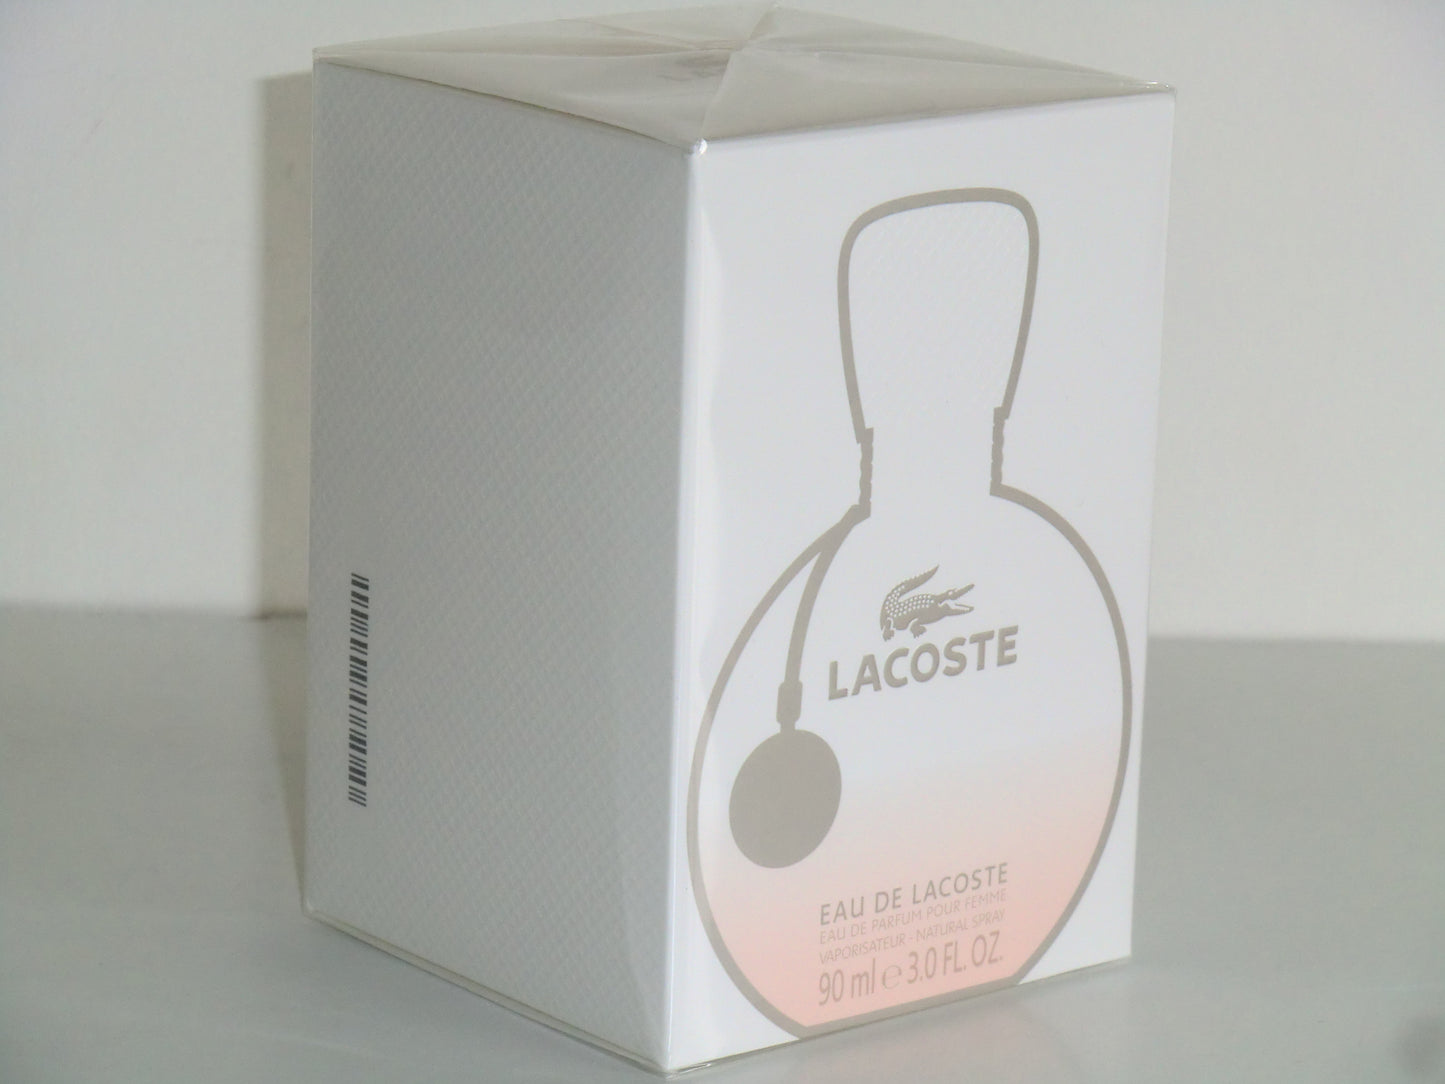 LACOSTE
EAU DE LACOSTE
EAU DE PARFUM POUR FEMME
VAPORISATEUR - NATURAL SPRAY
90 ml e 3.0 FL. OZ.